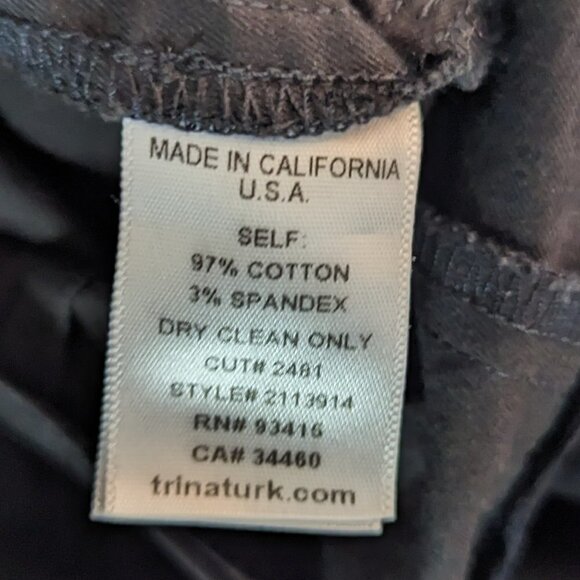 MADE IN CALIFORNIA
U.S.A.
SELF:
97% COTTON
3% SPANDEX
DRY CLEAN ONLY
CUT# 2481
STYLE# 2113914
RN# 93416
CA# 34460
trinaturk.com